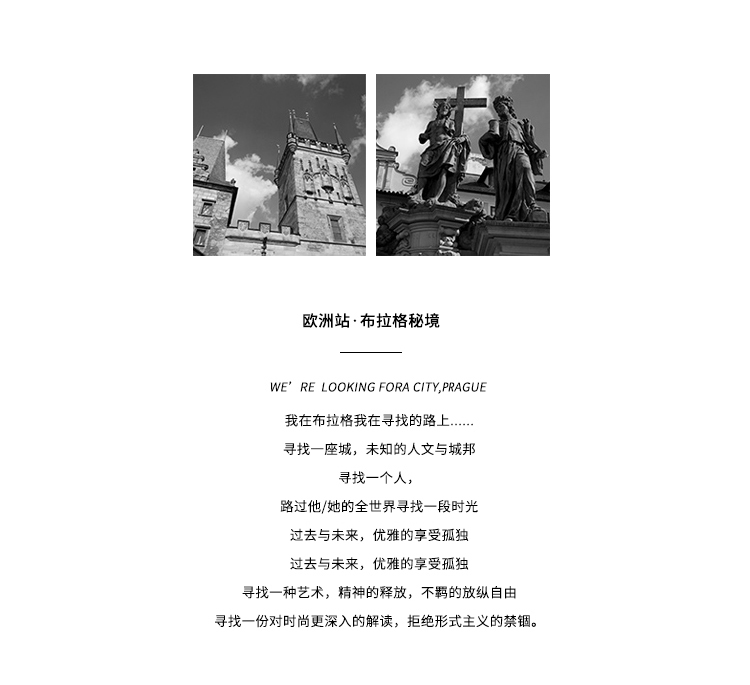 欧洲站·布拉格秘境
WE’RE LOOKING FORA CITY,PRAGUE
我在布拉格我在寻找的路上......
寻找一座城，未知的人文与城邦
寻找一个人，
路过他/她的全世界寻找一段时光
过去与未来，优雅的享受孤独
过去与未来，优雅的享受孤独
寻找一种艺术，精神的释放，不羁的放纵自由
寻找一份对时尚更深入的解读，拒绝形式主义的禁锢。